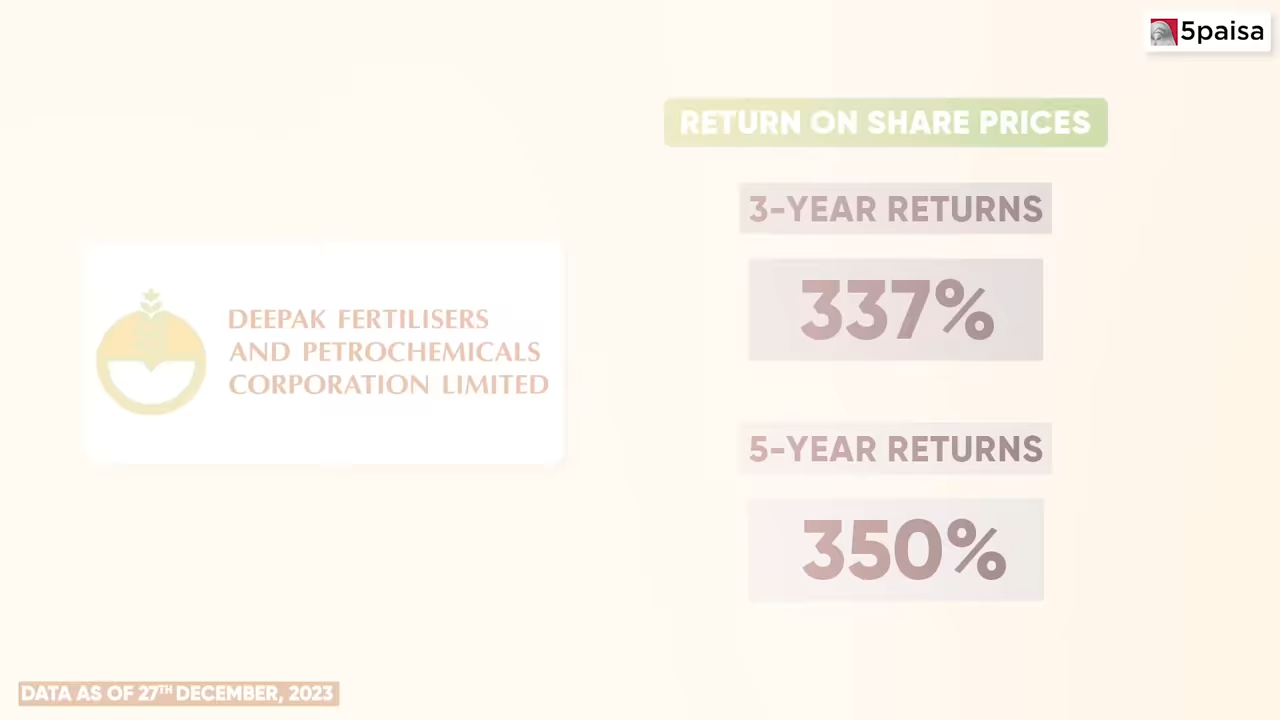 5paisa
RETURN ON SHARE PRICES
3-YEAR RETURNS
337%
DEEPAK FERTILISERS
AND PETROCHEMICALS
CORPORATION LIMITED
5-YEAR RETURNS
350%
DATA AS OF 27TH DECEMBER, 2023